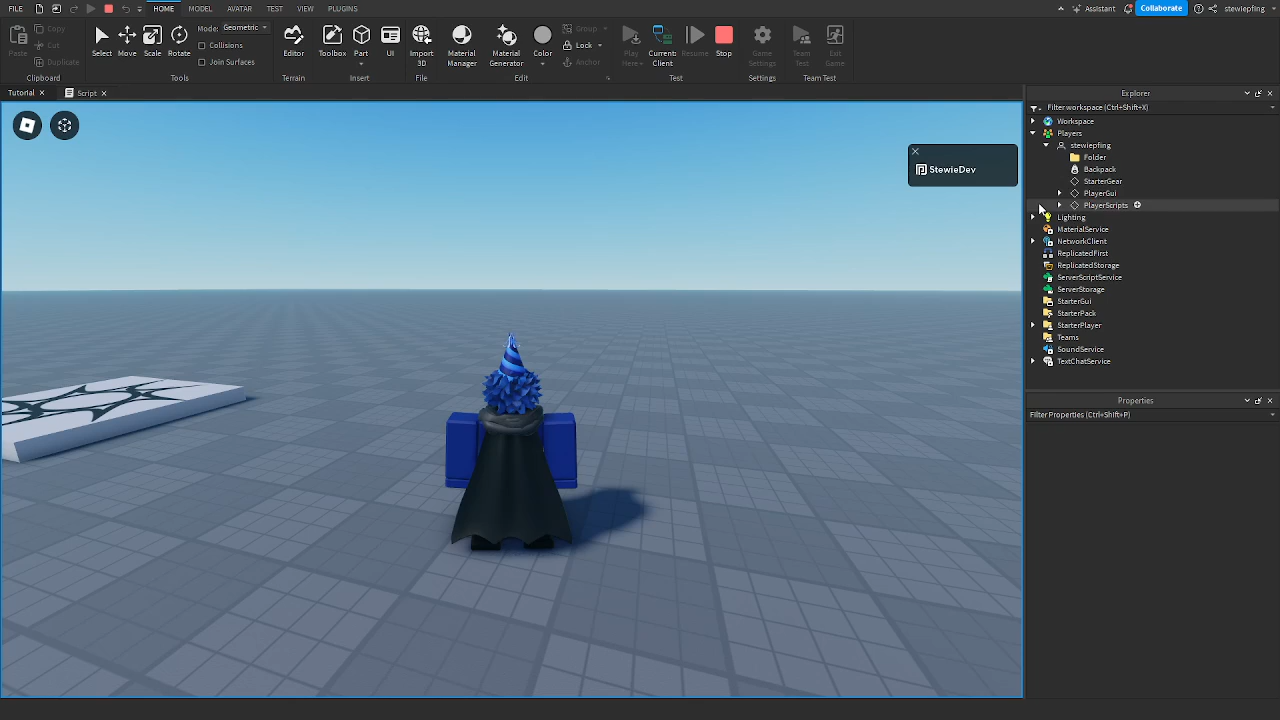 FILE HOME MODEL AVATAR TEST VIEW PLUGINS Assistant Collaborate stewiepfing
Paste Copy Cut Duplicate Clipboard
Select Move Scale Rotate Mode: Geometric Collisions Join Surfaces Tools
Editor Terrain
Toolbox Part UI Insert
Import 3D File
Material Manager Material Generator Color Group Lock Anchor Edit
Play Here Current: Client Resume Stop Test
Game Settings Settings
Team Test Exit Game Team Test
Tutorial Script
StewieDev
Explorer
Filter workspace (Ctrl+Shift+X)
Workspace
Players
stewiepfing
Folder
Backpack
StarterGear
PlayerGui
PlayerScripts
Lighting
MaterialService
NetworkClient
ReplicatedFirst
ReplicatedStorage
ServerScriptService
ServerStorage
StarterGui
StarterPack
StarterPlayer
Teams
SoundService
TextChatService
Properties
Filter Properties (Ctrl+Shift+P)